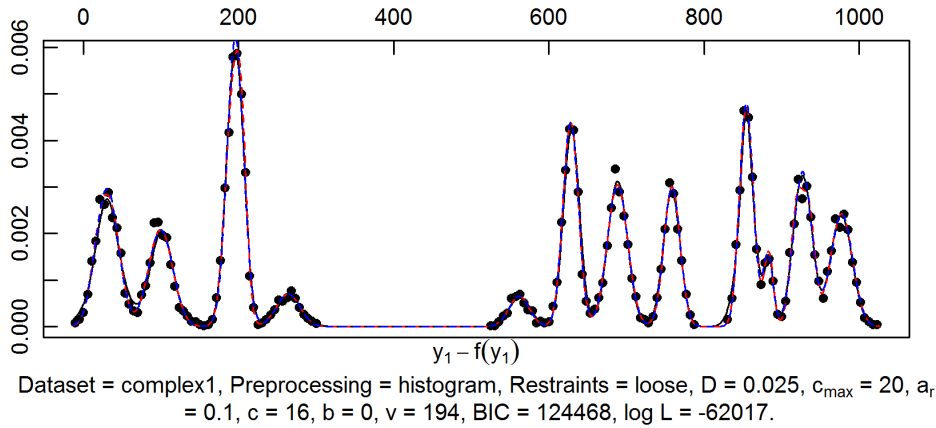 0 200 400 600 800 1000
0.000 0.002 0.004 0.006
y₁ – f(y₁)
Dataset = complex1, Preprocessing = histogram, Restraints = loose, D = 0.025, cₘₐₓ = 20, aᵣ
= 0.1, c = 16, b = 0, v = 194, BIC = 124468, log L = -62017.